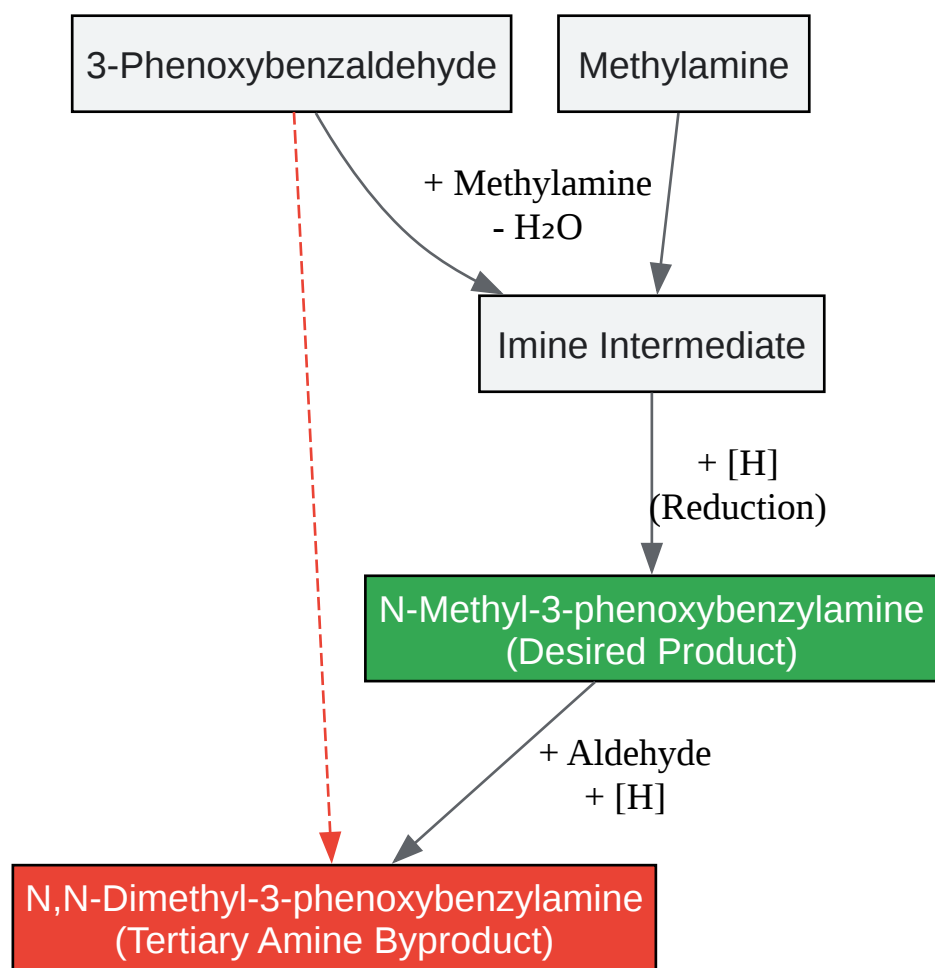 3-Phenoxybenzaldehyde
Methylamine
+ Methylamine
- H₂O
Imine Intermediate
+ [H]
(Reduction)
N-Methyl-3-phenoxybenzylamine
(Desired Product)
+ Aldehyde
+ [H]
N,N-Dimethyl-3-phenoxybenzylamine
(Tertiary Amine Byproduct)